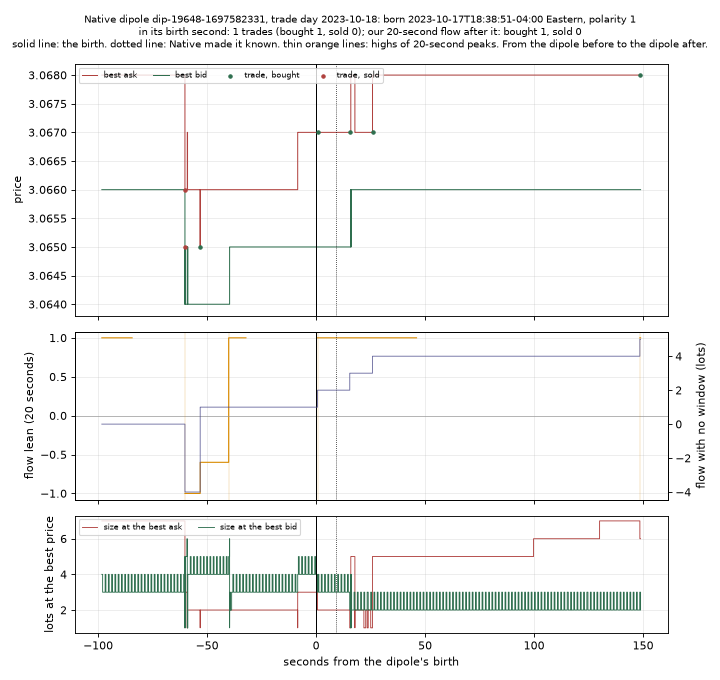 Native dipole dip-19648-1697582331, trade day 2023-10-18: born 2023-10-17T18:38:51-04:00 Eastern, polarity 1
in its birth second: 1 trades (bought 1, sold 0); our 20-second flow after it: bought 1, sold 0
solid line: the birth. dotted line: Native made it known. thin orange lines: highs of 20-second peaks. From the dipole before to the dipole after.
best ask best bid trade, bought trade, sold
3.0680
3.0675
3.0670
3.0665
3.0660
3.0655
3.0650
3.0645
3.0640
price
1.0
0.5
0.0
−0.5
−1.0
flow lean (20 seconds)
4
2
0
−2
−4
flow with no window (lots)
size at the best ask size at the best bid
6
4
2
lots at the best price
−100 −50 0 50 100 150
seconds from the dipole's birth